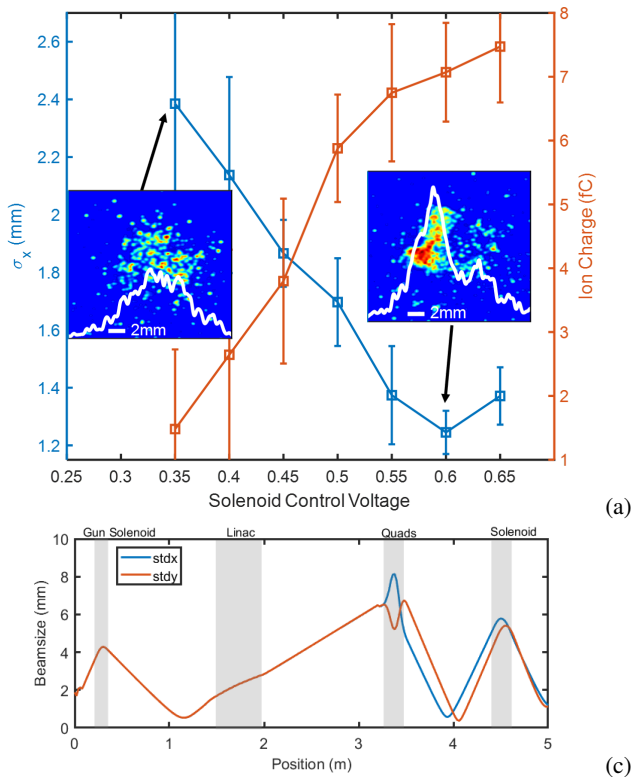 2.6
2.4
2.2
2
1.8
1.6
1.4
1.2
σx (mm)
8
7
6
5
4
3
2
1
Ion Charge (fC)
2mm
2mm
0.25 0.3 0.35 0.4 0.45 0.5 0.55 0.6 0.65
Solenoid Control Voltage
(a)
Gun Solenoid Linac Quads Solenoid
10
8
6
4
2
0
Beamsize (mm)
stdx
stdy
0 1 2 3 4 5
Position (m)
(c)